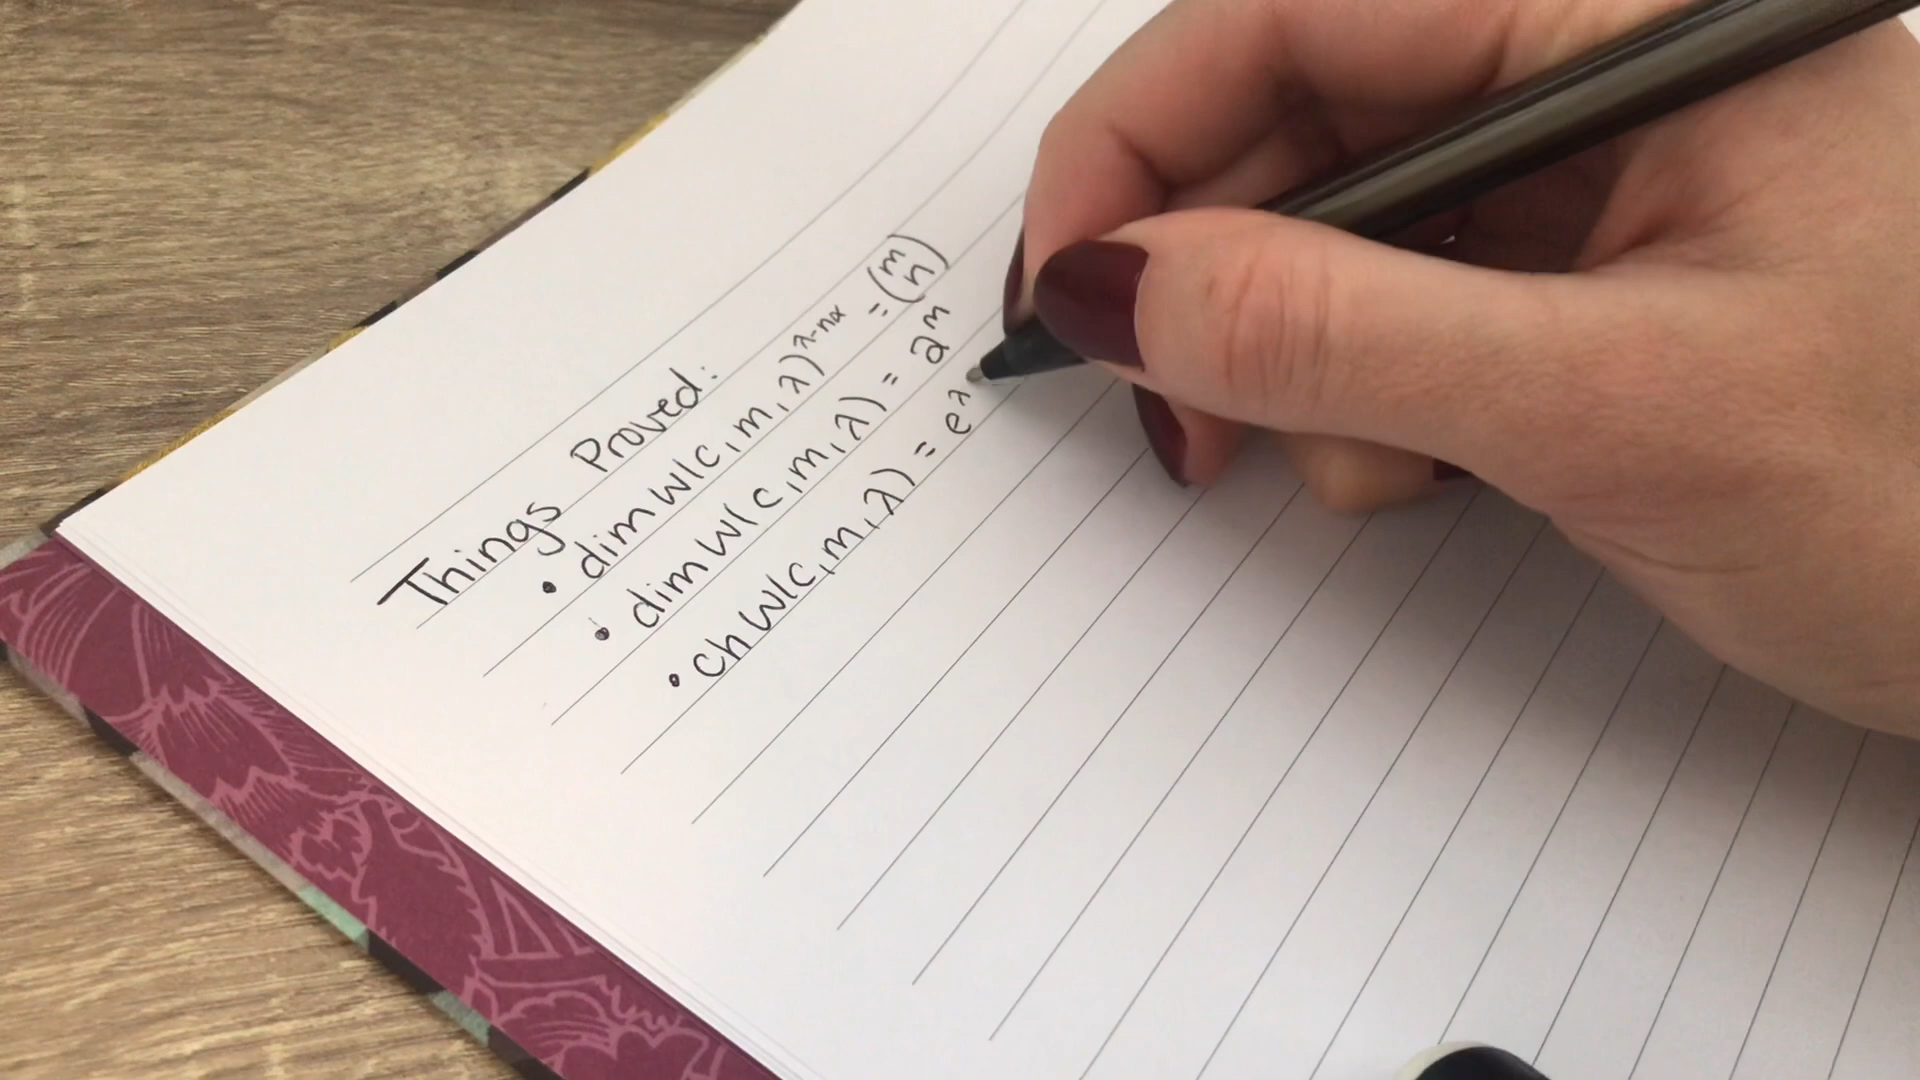 Things Proved:
• dim W(c,m,λ)^{λ-nα} = (m n)
• dim W(c,m,λ) = 2^m
• ch W(c,m,λ) = e^λ